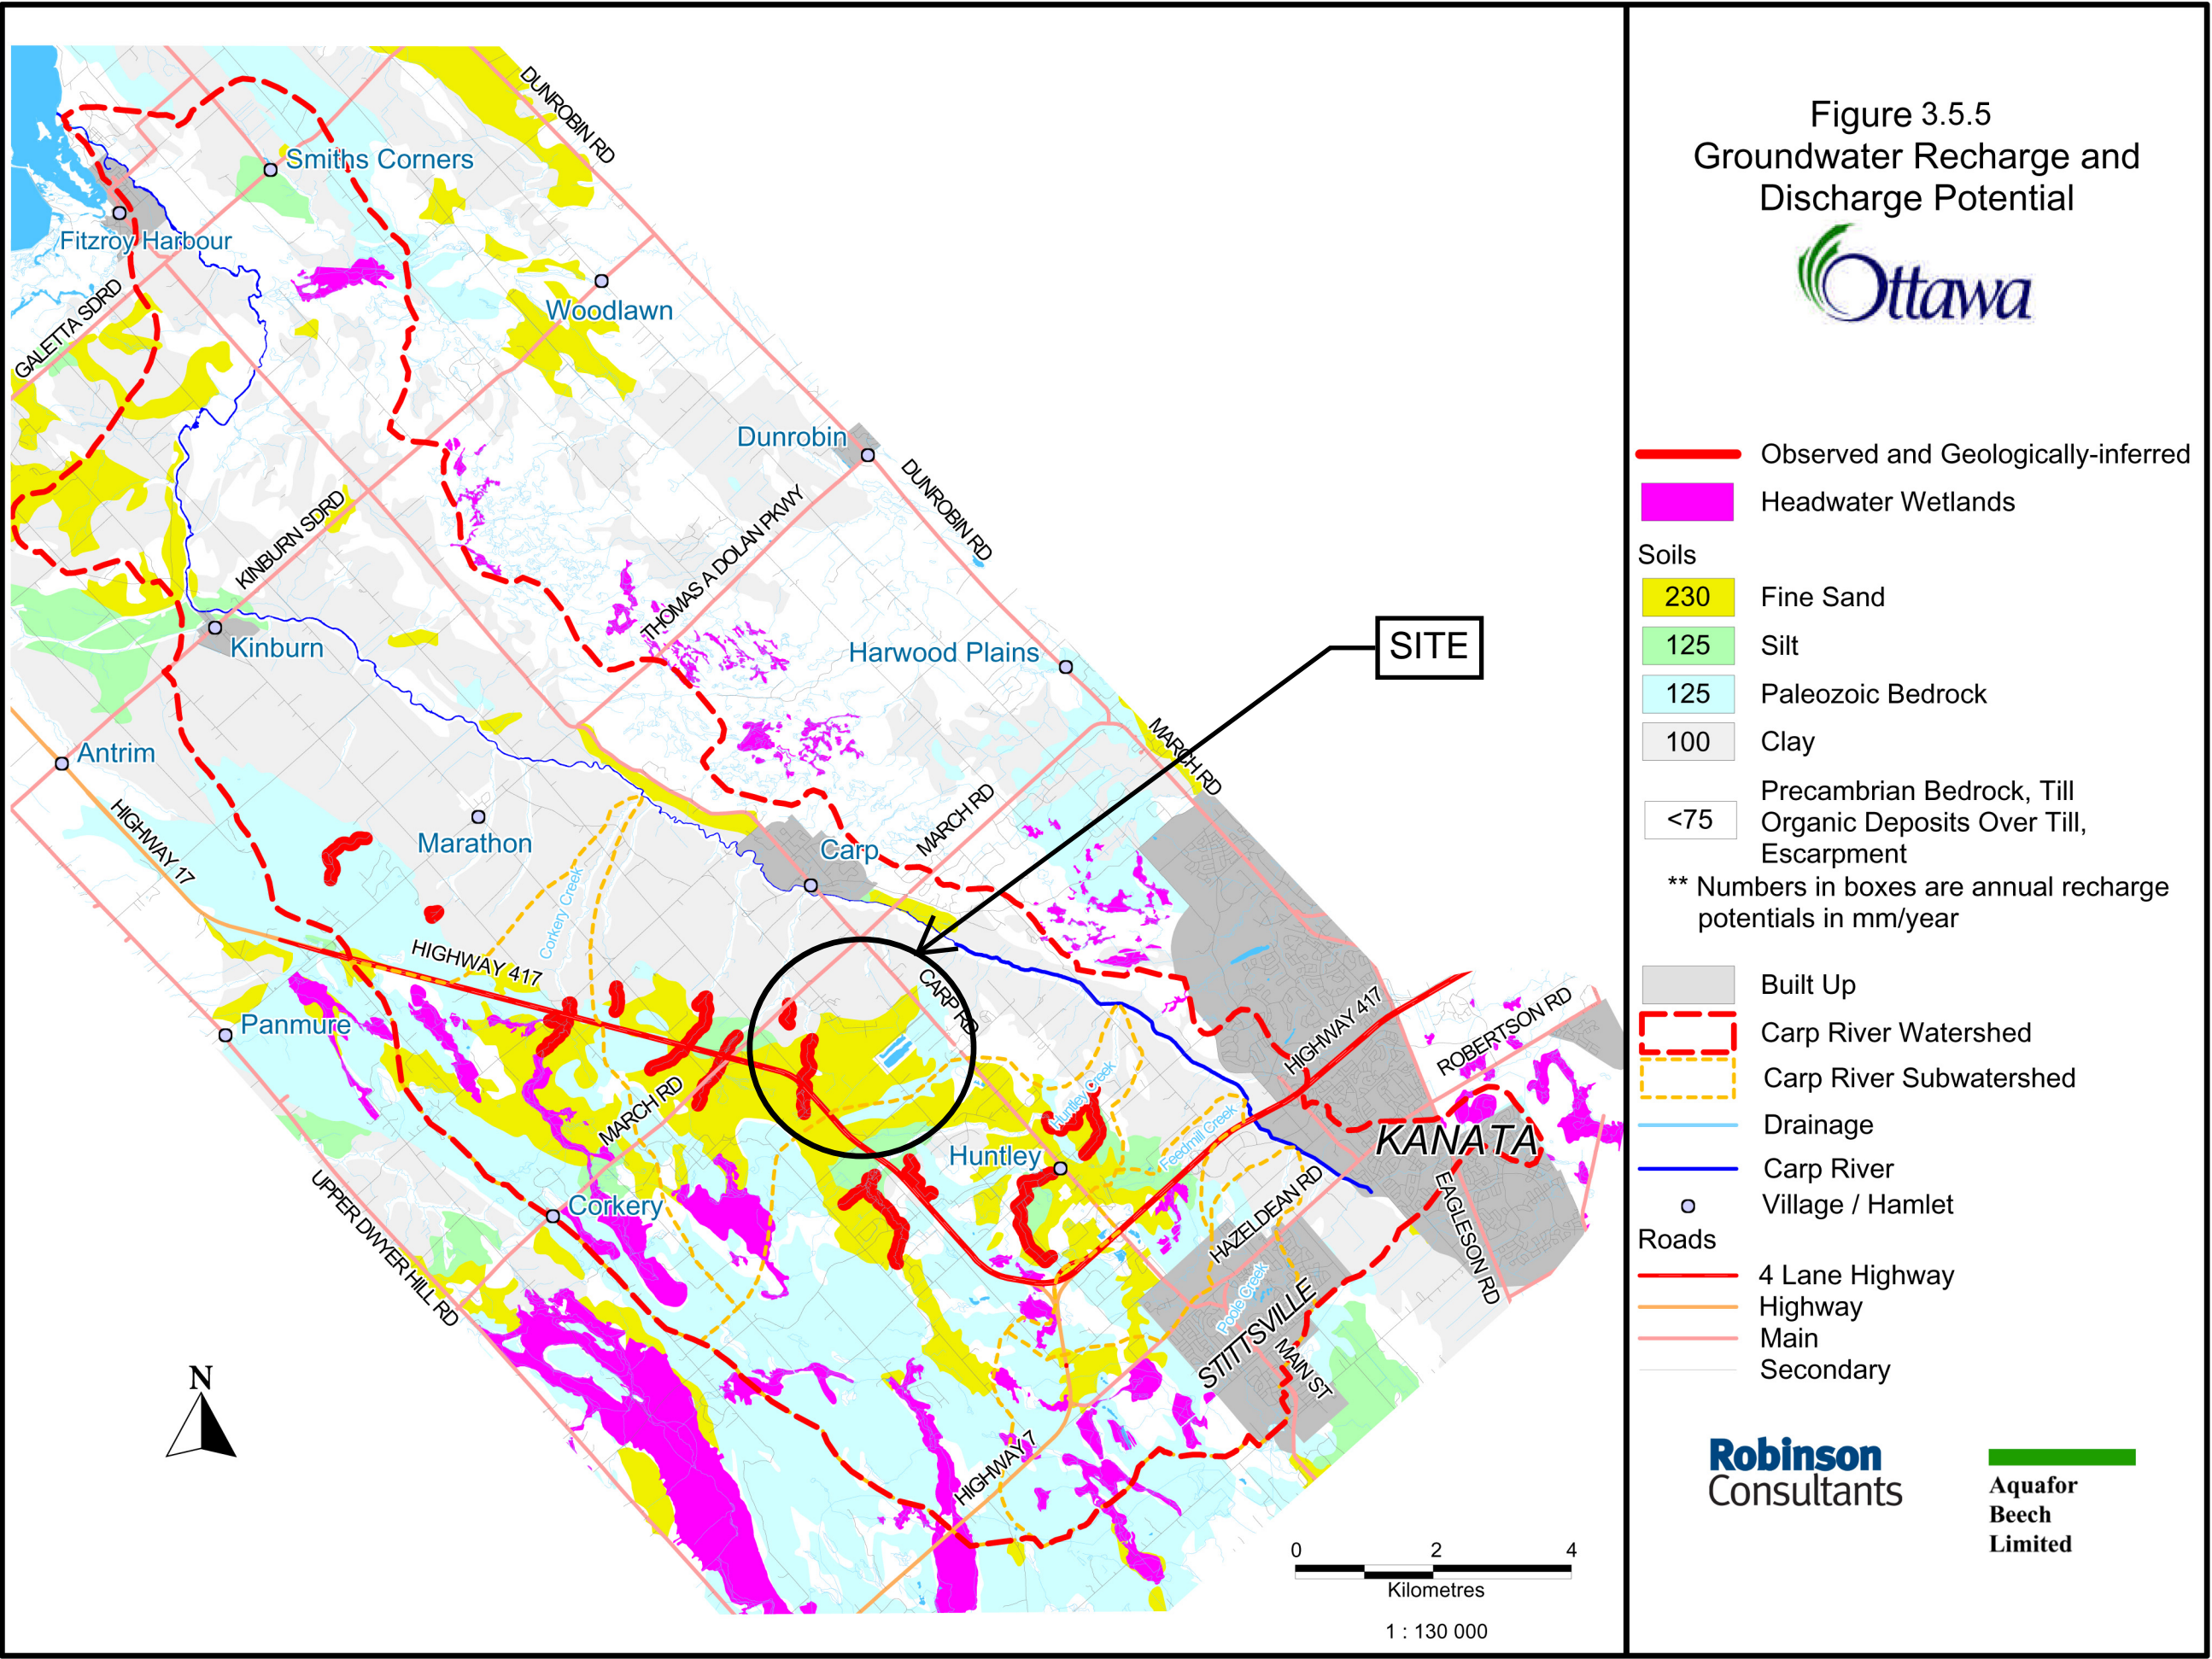 DUNROBIN RD
Smiths Corners
Fitzroy Harbour
GALETTA SDRD
Woodlawn
Dunrobin
DUNROBIN RD
KINBURN SDRD
THOMAS A DOLAN PKWY
Kinburn
Harwood Plains
SITE
Antrim
MARCH RD
HIGHWAY 17
Marathon
MARCH RD
Carp
Corkery Creek
HIGHWAY 417
CARP RD
Panmure
HIGHWAY 417
ROBERTSON RD
MARCH RD
Huntley Creek
Feedmill Creek
KANATA
Huntley
UPPER DWYER HILL RD
Corkery
HAZELDEAN RD
EAGLESON RD
Poole Creek
STITTSVILLE
MAIN ST
HIGHWAY 7
N
0 2 4
Kilometres
1 : 130 000
Figure 3.5.5
Groundwater Recharge and
Discharge Potential
Ottawa
Observed and Geologically-inferred
Headwater Wetlands
Soils
230 Fine Sand
125 Silt
125 Paleozoic Bedrock
100 Clay
<75 Precambrian Bedrock, Till
Organic Deposits Over Till,
Escarpment
** Numbers in boxes are annual recharge
potentials in mm/year
Built Up
Carp River Watershed
Carp River Subwatershed
Drainage
Carp River
Village / Hamlet
Roads
4 Lane Highway
Highway
Main
Secondary
Robinson
Consultants
Aquafor
Beech
Limited